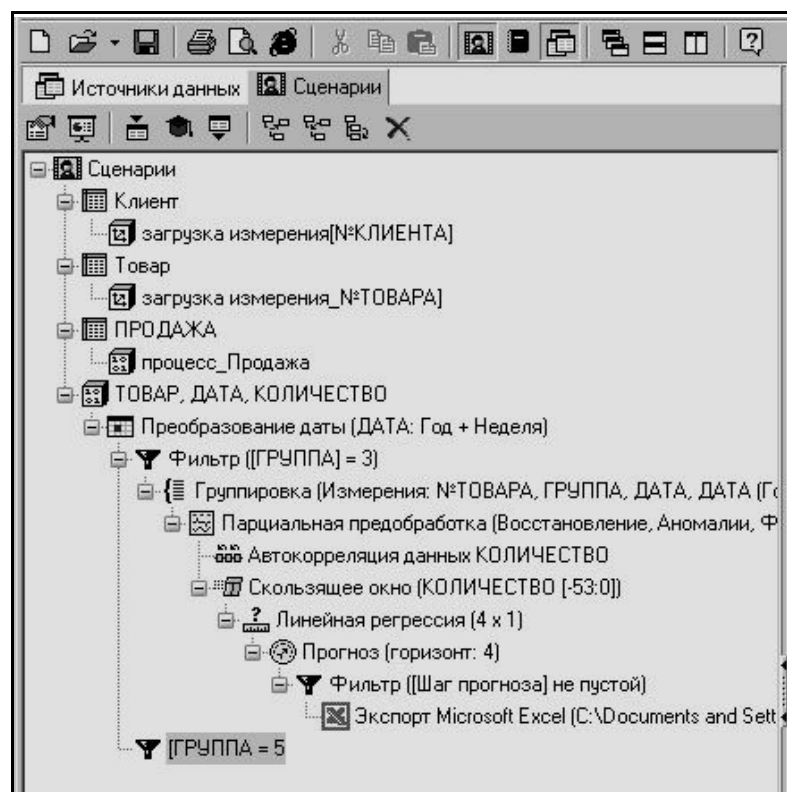 Источники данных Сценарии
Сценарии
Клиент
загрузка измерения[№КЛИЕНТА]
Товар
загрузка измерения_№ТОВАРА]
ПРОДАЖА
процесс_Продажа
ТОВАР, ДАТА, КОЛИЧЕСТВО
Преобразование даты (ДАТА: Год + Неделя)
Фильтр ([ГРУППА] = 3)
Группировка (Измерения: №ТОВАРА, ГРУППА, ДАТА, ДАТА (Го
Парциальная предобработка (Восстановление, Аномалии, Ф
Автокорреляция данных КОЛИЧЕСТВО
Скользящее окно (КОЛИЧЕСТВО [-53:0])
Линейная регрессия (4 x 1)
Прогноз (горизонт: 4)
Фильтр ([Шаг прогноза] не пустой)
Экспорт Microsoft Excel (C:\Documents and Sett
[ГРУППА = 5